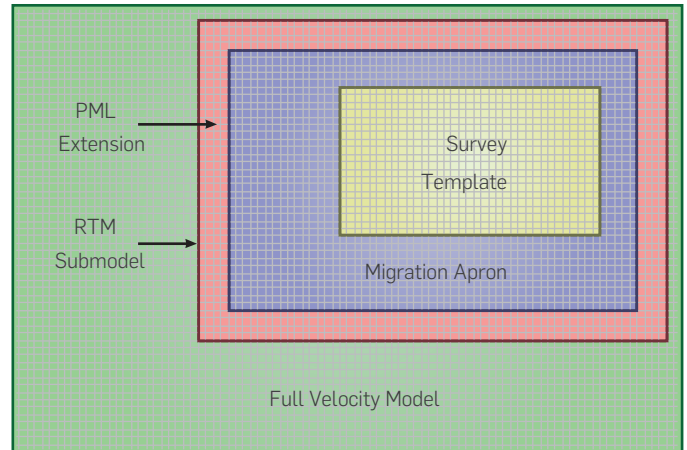 PML
Extension
Survey
Template
RTM
Submodel
Migration Apron
Full Velocity Model